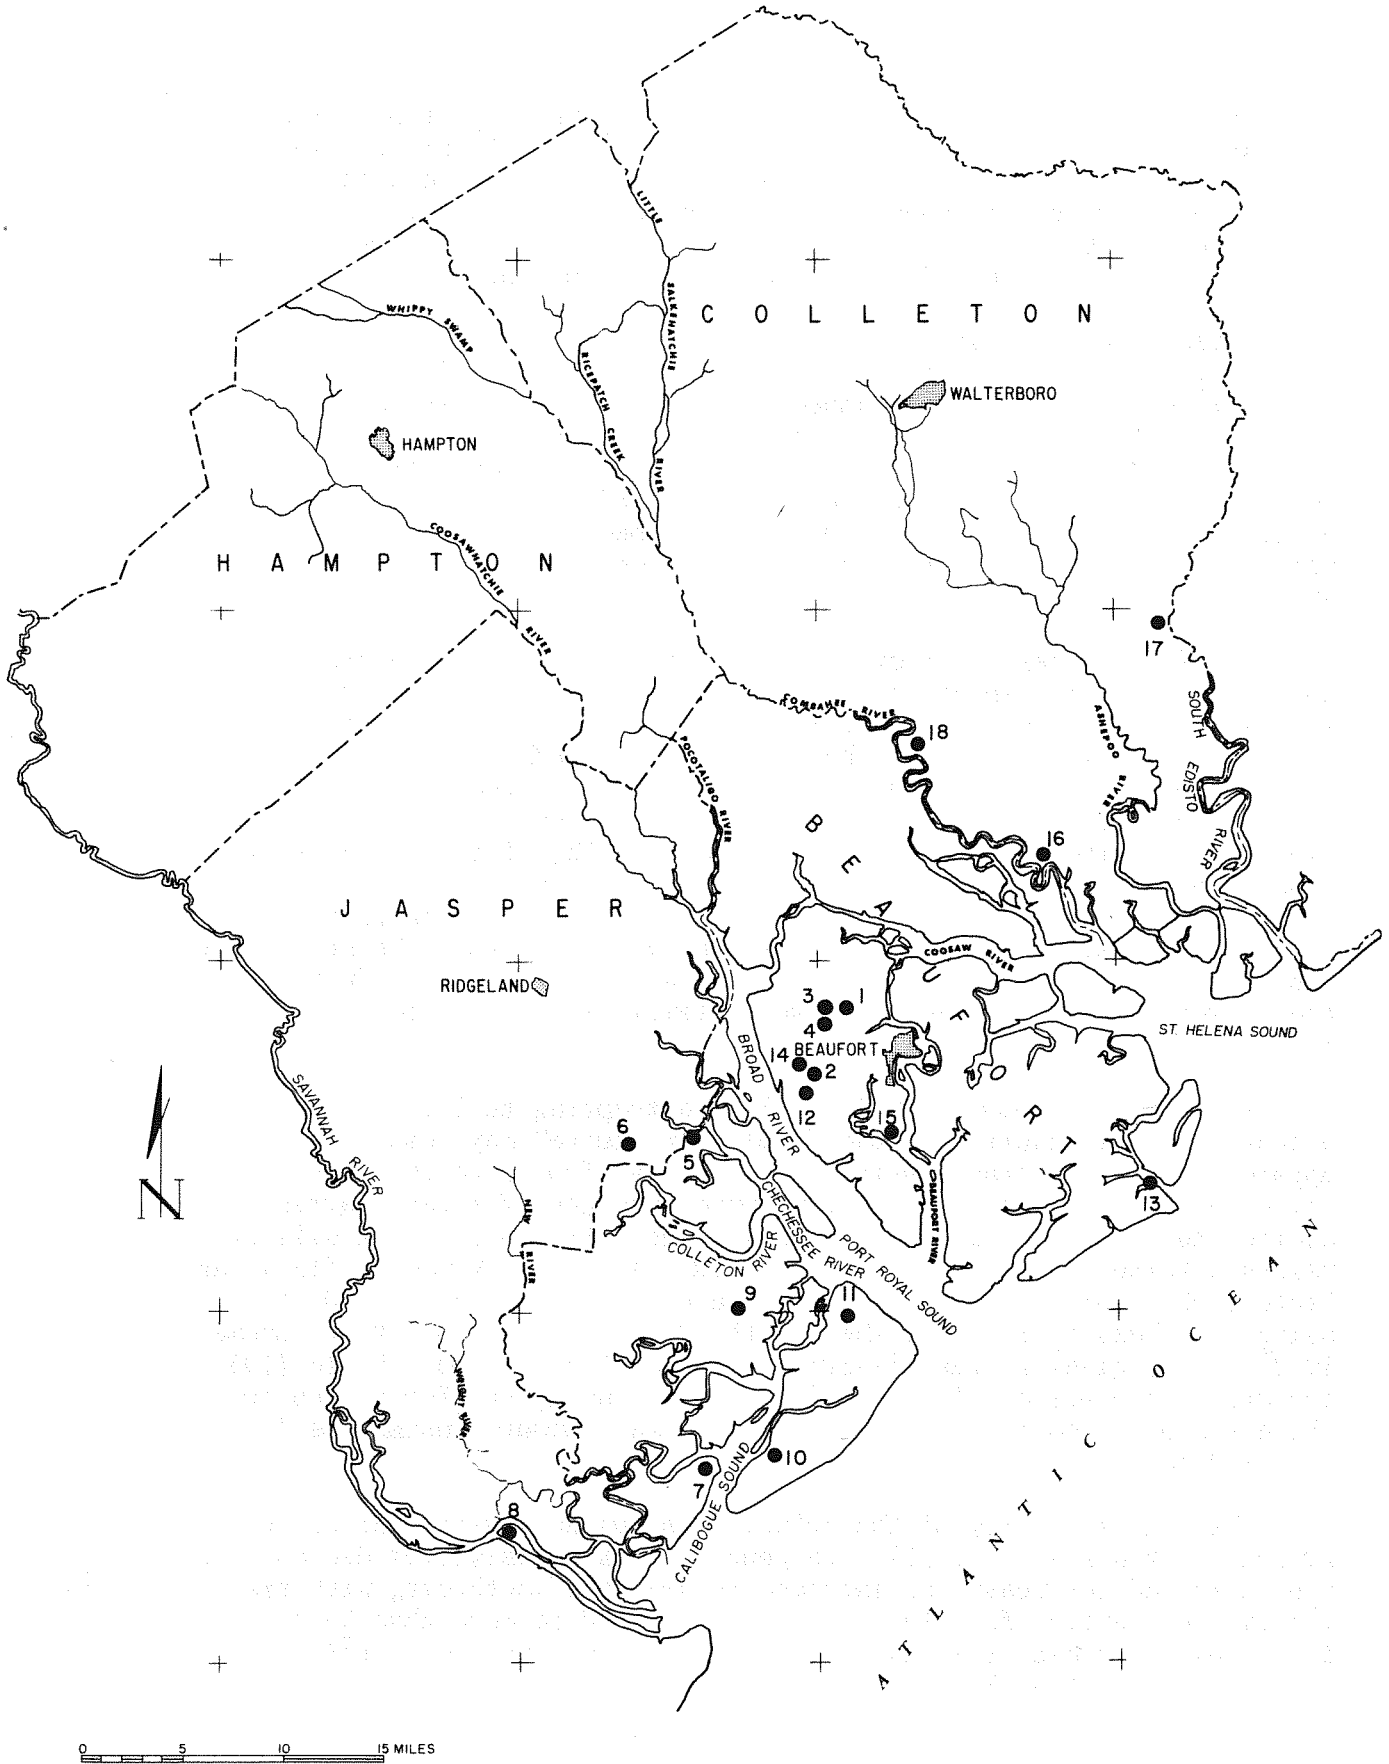 LITTLE
SALKEHATCHIE
RIVER
COLLETON
WHIPPY SWAMP
RICEPATCH CREEK
WALTERBORO
HAMPTON
COOSAWHATCHIE
RIVER
HAMPTON
17
COMBAHEE RIVER
18
ASHEPOO
RIVER
SOUTH
EDISTO
RIVER
POCOTALIGO RIVER
16
BEAUFORT
JASPER
COOSAW RIVER
RIDGELAND
3
1
4
ST. HELENA SOUND
BEAUFORT
14
2
12
BROAD
RIVER
15
SAVANNAH
RIVER
6
5
13
N
NEW
RIVER
CHECHESSEE RIVER
BEAUFORT RIVER
COLLETON RIVER
PORT ROYAL SOUND
9
11
WRIGHT RIVER
10
7
CALIBOGUE SOUND
8
ATLANTIC OCEAN
0 5 10 15 MILES